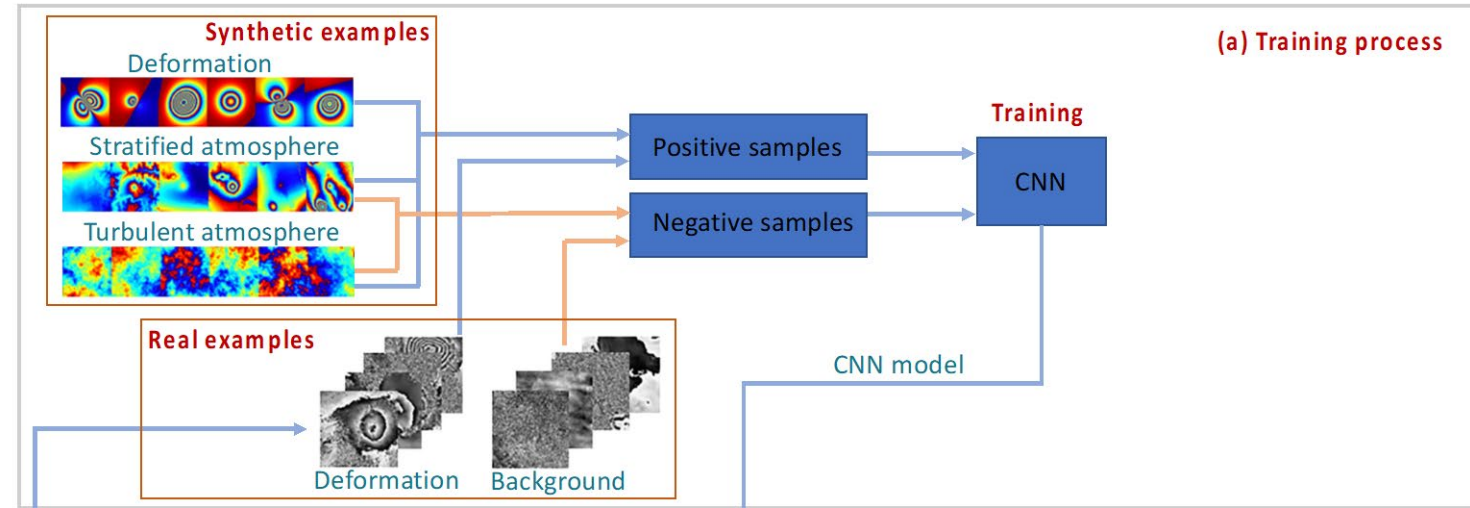 Synthetic examples
(a) Training process
Deformation
Stratified atmosphere
Turbulent atmosphere
Positive samples
Negative samples
Training
CNN
Real examples
Deformation
Background
CNN model